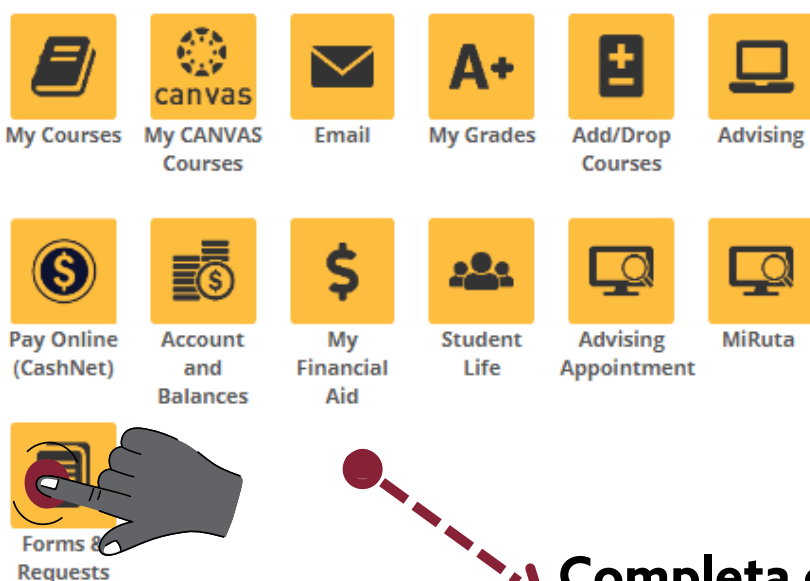 canvas
A+
My Courses
My CANVAS
Courses
Email
My Grades
Add/Drop
Courses
Advising
$
$
$
Pay Online
(CashNet)
Account
and
Balances
My
Financial
Aid
Student
Life
Advising
Appointment
MiRuta
Forms &
Requests
Completa